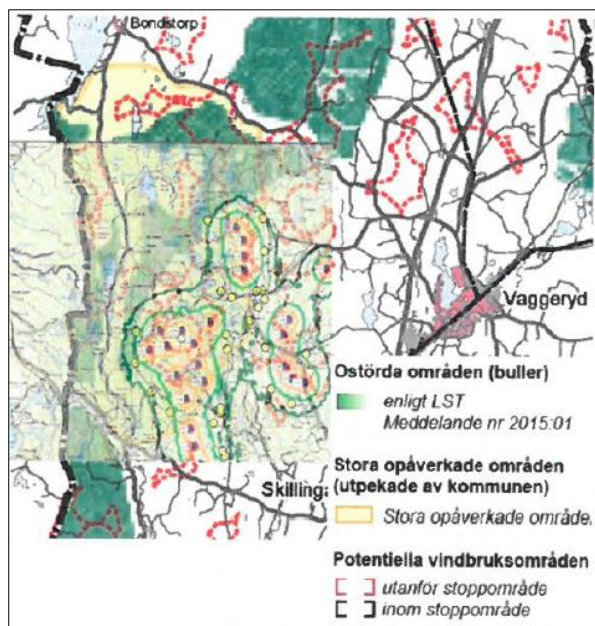 Bondstorp
Vaggeryd
Ostörda områden (buller)
enligt LST
Meddelande nr 2015:01
Stora opåverkade områden
(utpekade av kommunen)
Skilling
Stora opåverkade område
Potentiella vindbruksområden
utanför stoppområde
inom stoppområde